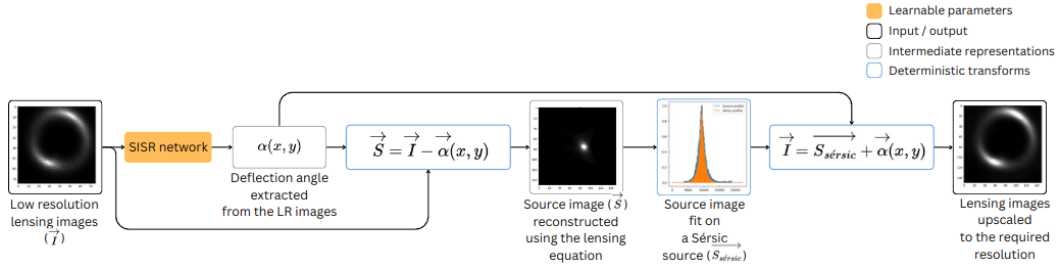 Learnable parameters
Input / output
Intermediate representations
Deterministic transforms
SISR network
α(x, y)
S⃗ = I⃗ − α⃗(x, y)
I⃗ = S⃗sérsic + α⃗(x, y)
Low resolution
lensing images
(I⃗)
Deflection angle
extracted
from the LR images
Source image (S⃗)
reconstructed
using the lensing
equation
Source image
fit on
a Sérsic
source (S⃗sérsic)
Lensing images
upscaled
to the required
resolution